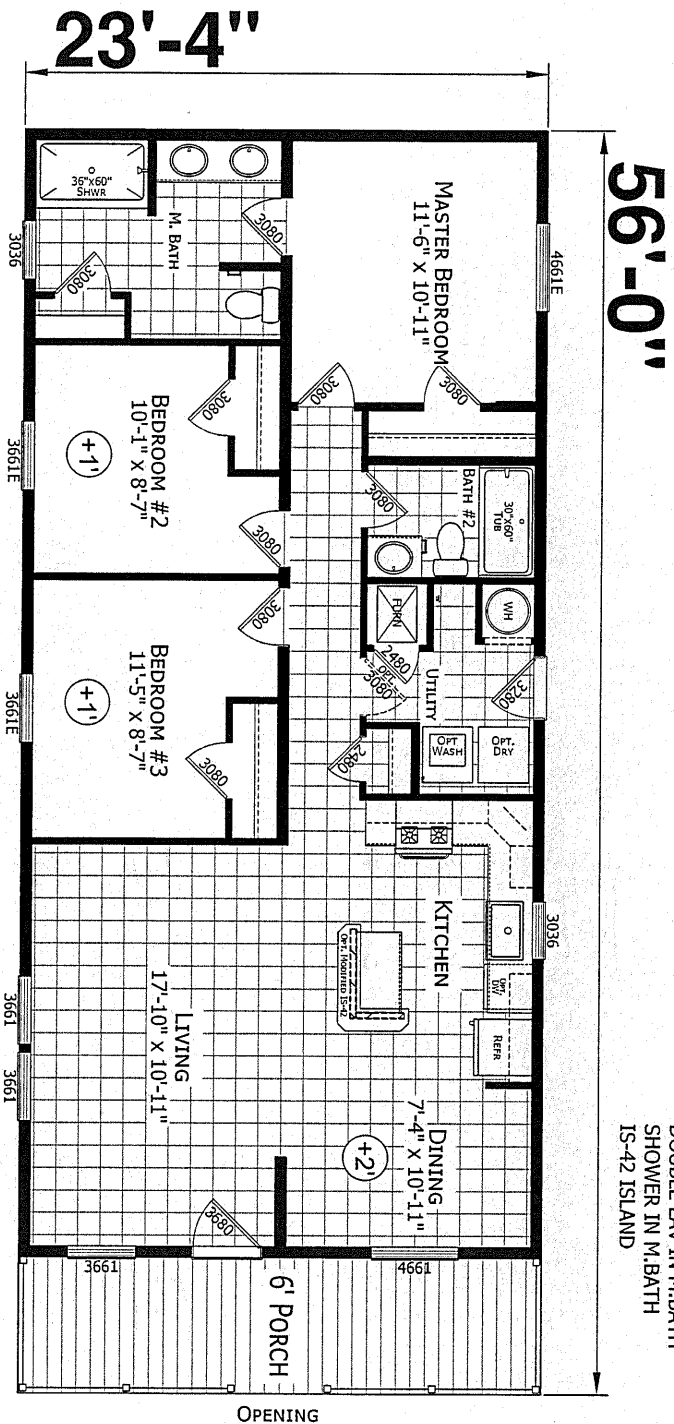 23'-4"
56'-0"
SHOWER IN M.BATH
IS-42 ISLAND
4661E
MASTER BEDROOM
11'-6" X 10'-11"
3080
3080
36"x60"
SHWR
M. BATH
3080
3080
3036
BEDROOM #2
10'-1" X 8'-7"
+1'
3080
3080
3661E
BATH #2
30"x60"
TUB
3080
BEDROOM #3
11'-5" X 8'-7"
+1'
3080
3080
3661E
FURN
WH
2480
OPT.
3080
UTILITY
3280
OPT
WASH
OPT.
DRY
2480
KITCHEN
3036
OPT.
DW
REFR
OPT. MODIFIED IS-42
LIVING
17'-10" X 10'-11"
3661
3661
DINING
7'-4" X 10'-11"
+2'
3680
3661
4661
6' PORCH
OPENING